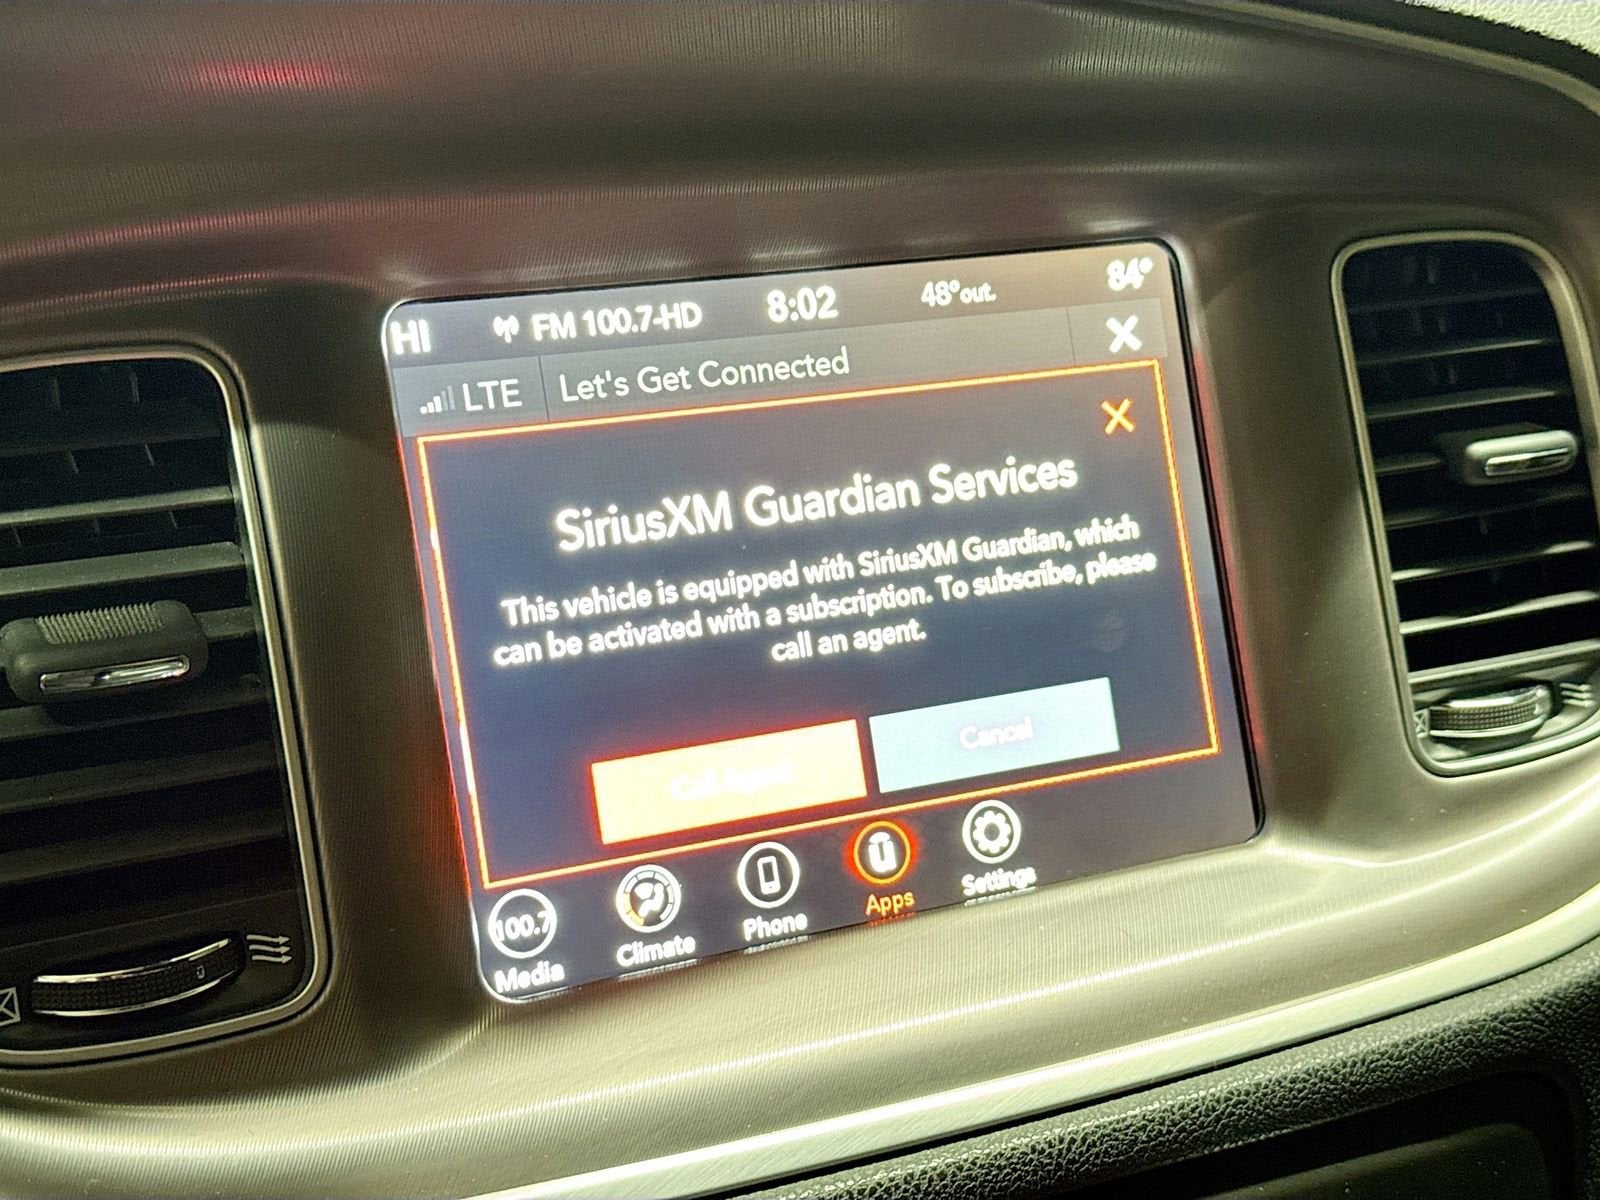 HI FM 100.7-HD 8:02 48° out. 84°
LTE Let's Get Connected X
X
SiriusXM Guardian Services
This vehicle is equipped with SiriusXM Guardian, which
can be activated with a subscription. To subscribe, please
call an agent.
Call Agent Cancel
100.7
Media Climate Phone Apps Settings